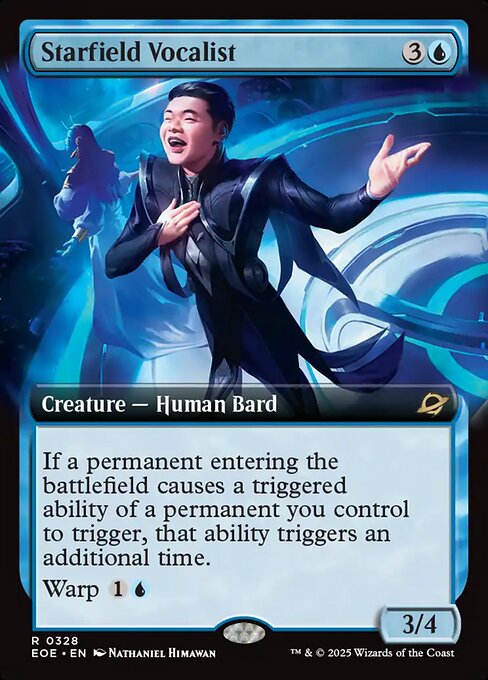 Starfield Vocalist 3
Creature — Human Bard
If a permanent entering the
battlefield causes a triggered
ability of a permanent you control
to trigger, that ability triggers an
additional time.
Warp 1
3/4
R 0328
EOE • EN Nathaniel Himawan
™ & © 2025 Wizards of the Coast